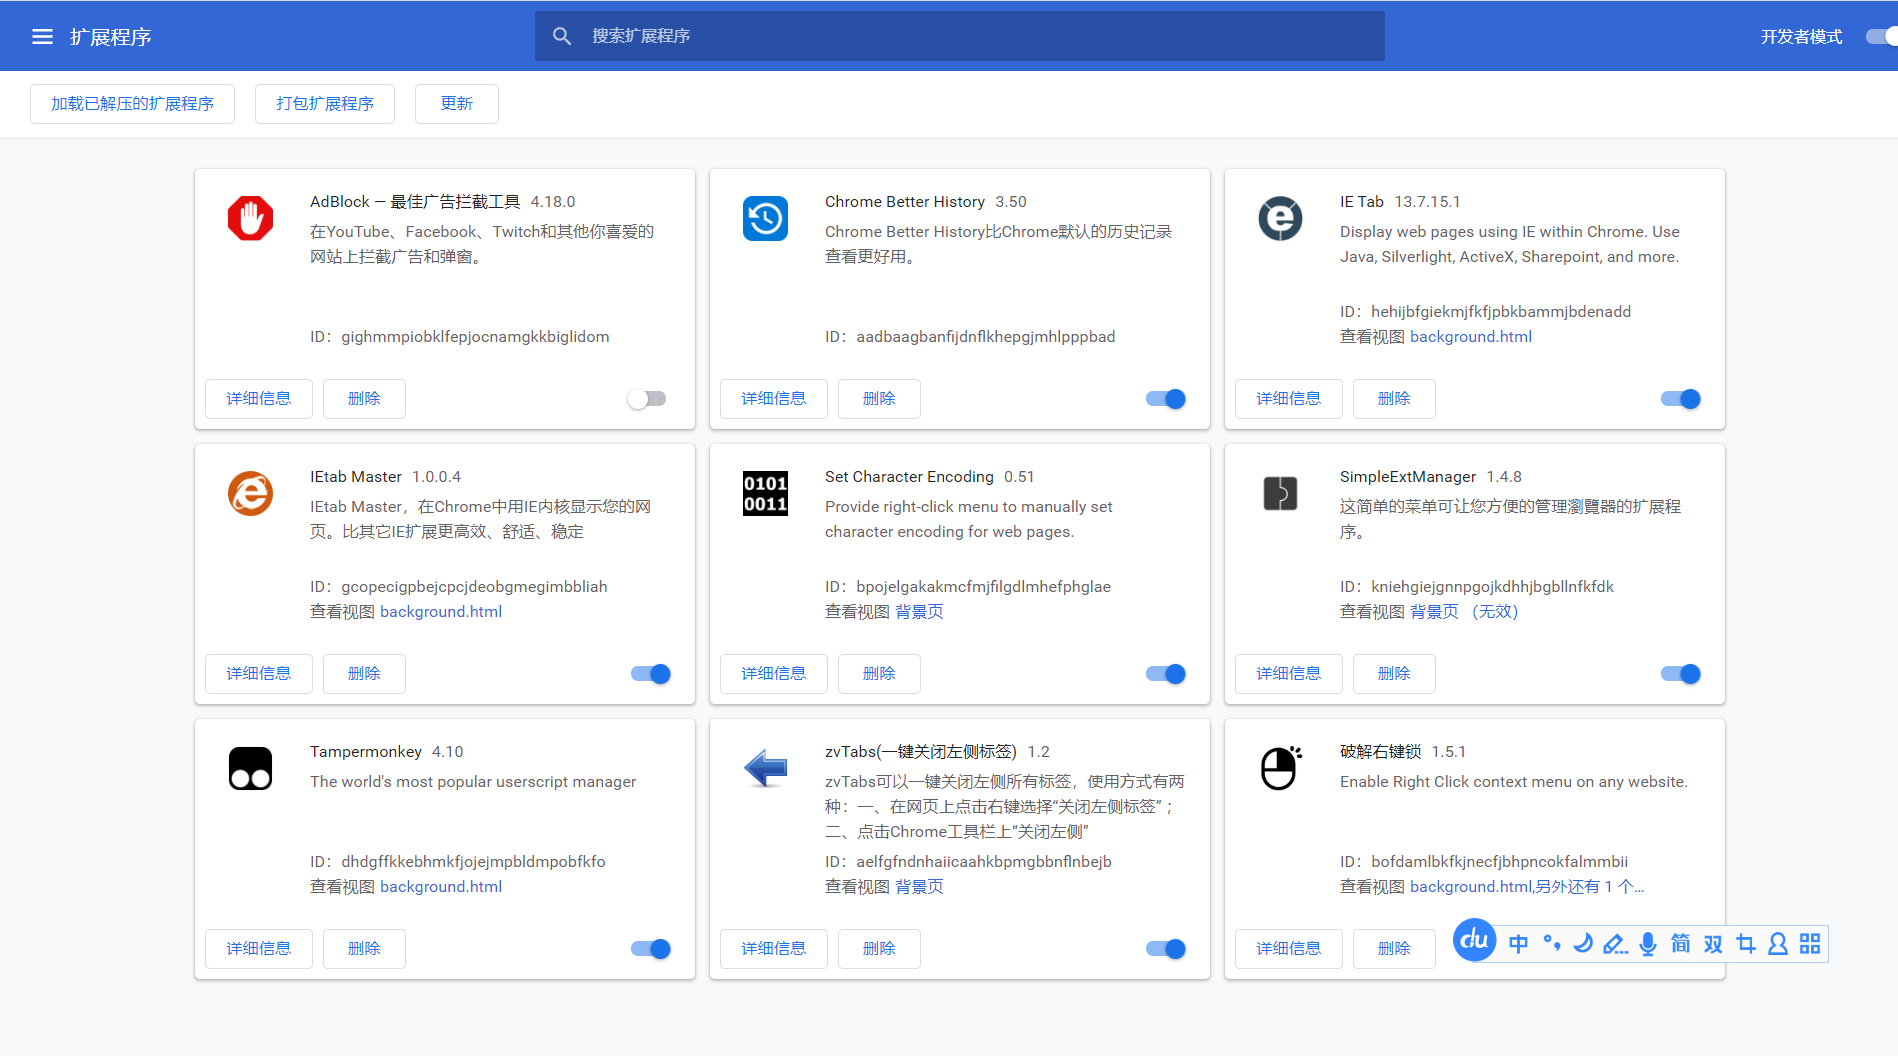 扩展程序
搜索扩展程序
开发者模式
加载已解压的扩展程序
打包扩展程序
更新
AdBlock — 最佳广告拦截工具 4.18.0
在YouTube、Facebook、Twitch和其他你喜爱的
网站上拦截广告和弹窗。
ID：gighmmpiobklfepjocnamgkkbiglidom
详细信息
删除
Chrome Better History 3.50
Chrome Better History比Chrome默认的历史记录
查看更好用。
ID：aadbaagbanfijdnflkhepgjmhlpppbad
详细信息
删除
IE Tab 13.7.15.1
Display web pages using IE within Chrome. Use
Java, Silverlight, ActiveX, Sharepoint, and more.
ID：hehijbfgiekmjfkfjpbkbammjbdenadd
查看视图 background.html
详细信息
删除
IEtab Master 1.0.0.4
IEtab Master，在Chrome中用IE内核显示您的网
页。比其它IE扩展更高效、舒适、稳定
ID：gcopecigpbejcpcjdeobgmegimbbliah
查看视图 background.html
详细信息
删除
0101
0011
Set Character Encoding 0.51
Provide right-click menu to manually set
character encoding for web pages.
ID：bpojelgakakmcfmjfilgdlmhefphglae
查看视图 背景页
详细信息
删除
SimpleExtManager 1.4.8
这简单的菜单可让您方便的管理瀏覽器的扩展程
序。
ID：kniehgiejgnnpgojkdhhjbgbllnfkfdk
查看视图 背景页 （无效）
详细信息
删除
Tampermonkey 4.10
The world's most popular userscript manager
ID：dhdgffkkebhmkfjojejmpbldmpobfkfo
查看视图 background.html
详细信息
删除
zvTabs(一键关闭左侧标签) 1.2
zvTabs可以一键关闭左侧所有标签，使用方式有两
种：一、在网页上点击右键选择“关闭左侧标签”；
二、点击Chrome工具栏上“关闭左侧”
ID：aelfgfndnhaiicaahkbpmgbbnflnbejb
查看视图 背景页
详细信息
删除
破解右键锁 1.5.1
Enable Right Click context menu on any website.
ID：bofdamlbkfkjnecfjbhpncokfalmmbii
查看视图 background.html,另外还有 1 个...
详细信息
删除
du 中 °, 简 双